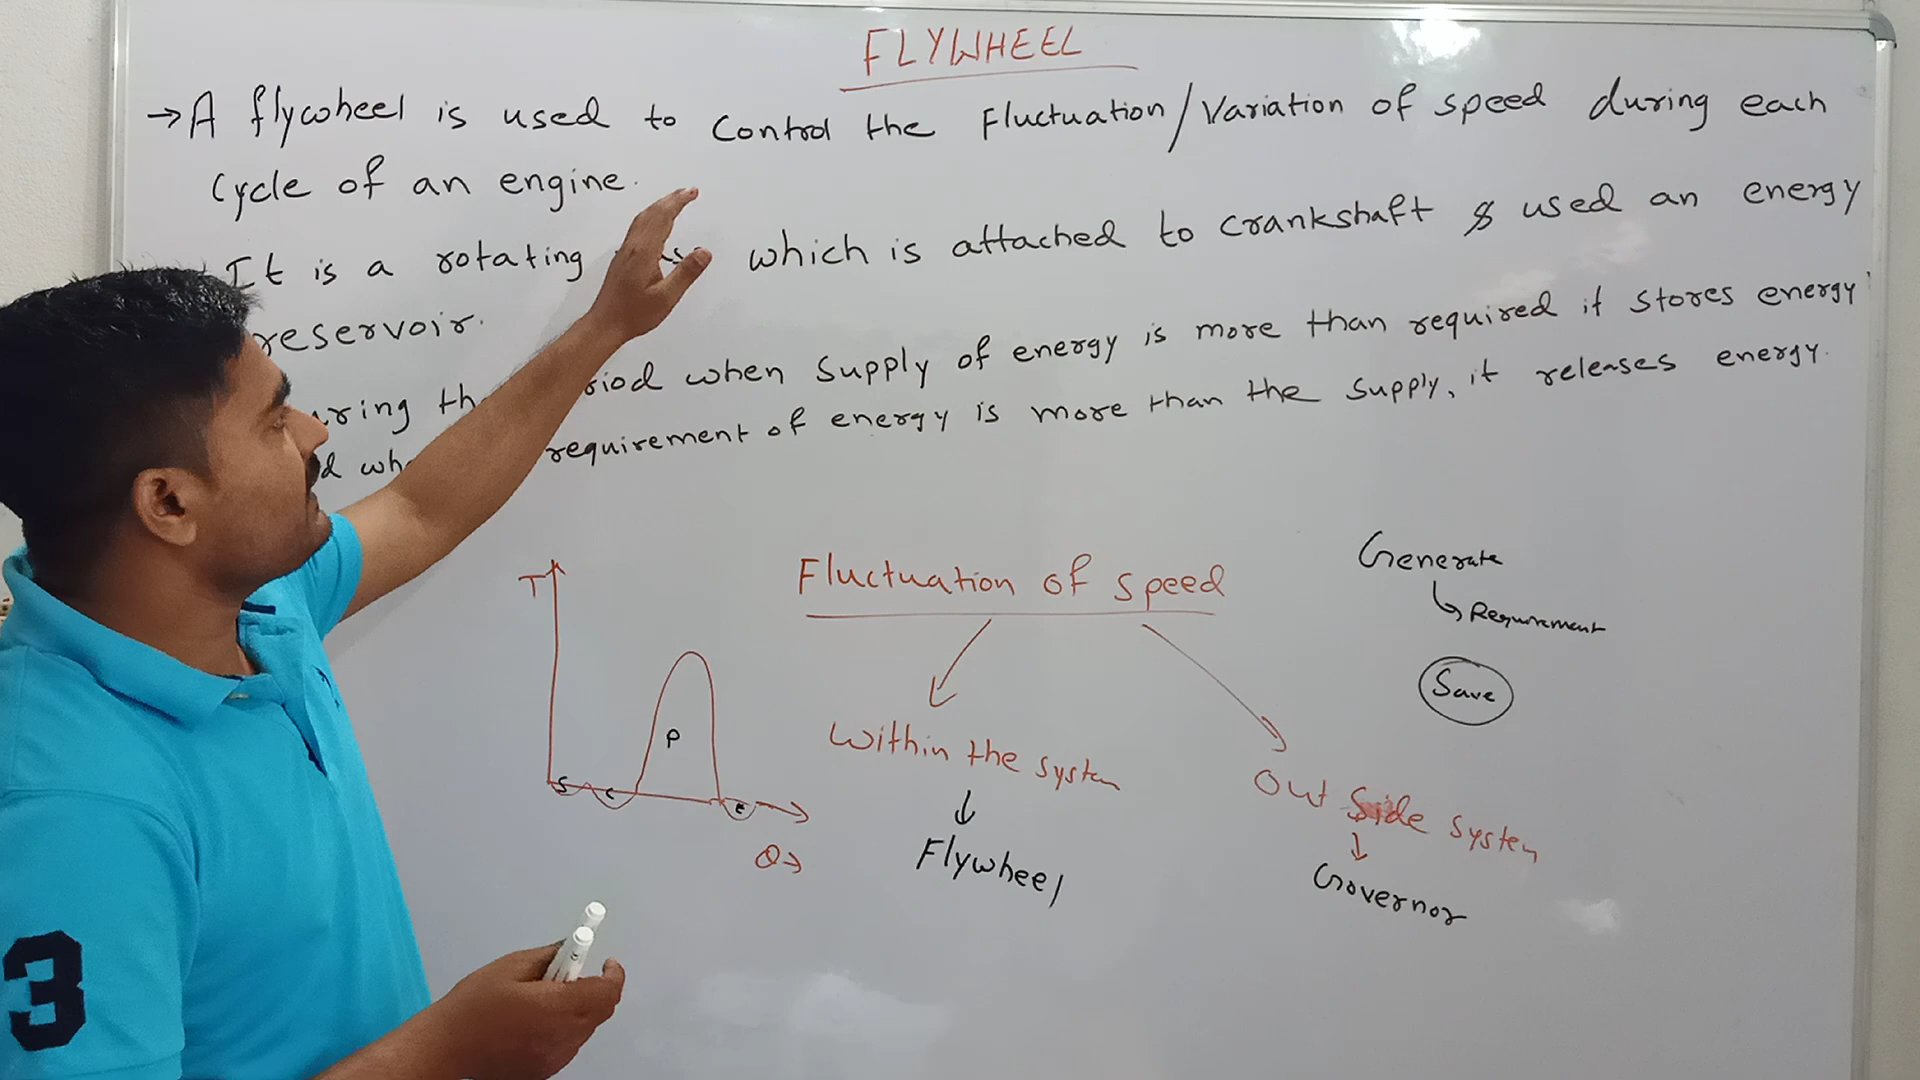 FLYWHEEL
→ A flywheel is used to control the Fluctuation/Variation of speed during each
cycle of an engine.
It is a rotating which is attached to crankshaft & used an energy
reservoir.
uring th riod when supply of energy is more than required it stores energy
d wh requirement of energy is more than the supply, it releases energy.
Fluctuation of speed
Generate
↳ Requirement
Save
T
P
S
c
E
θ→
Within the system
↓
Flywheel
Out Side system
↓
Governor
3